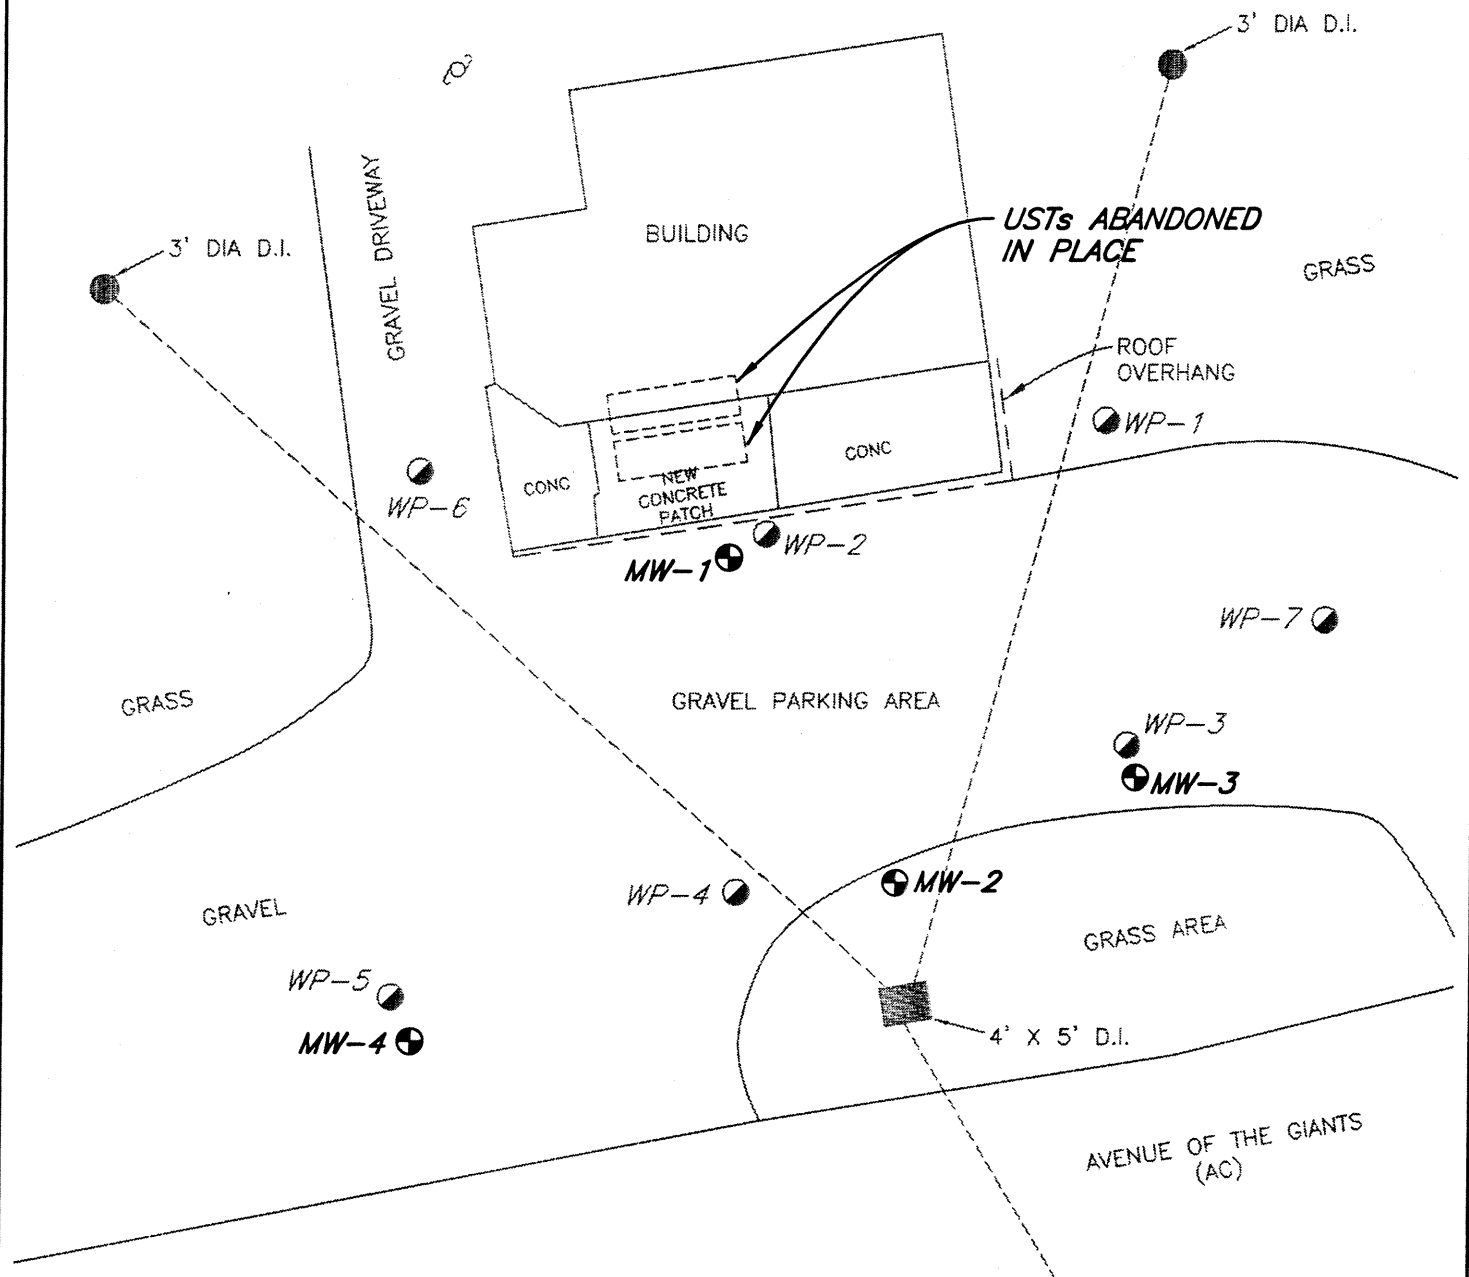 3' DIA D.I.
3' DIA D.I.
GRAVEL DRIVEWAY
BUILDING
USTs ABANDONED
IN PLACE
GRASS
ROOF
OVERHANG
WP-1
CONC
CONC
NEW
CONCRETE
PATCH
WP-6
WP-2
MW-1
WP-7
GRASS
GRAVEL PARKING AREA
WP-3
MW-3
WP-4
MW-2
GRAVEL
GRASS AREA
WP-5
MW-4
4' X 5' D.I.
AVENUE OF THE GIANTS
(AC)